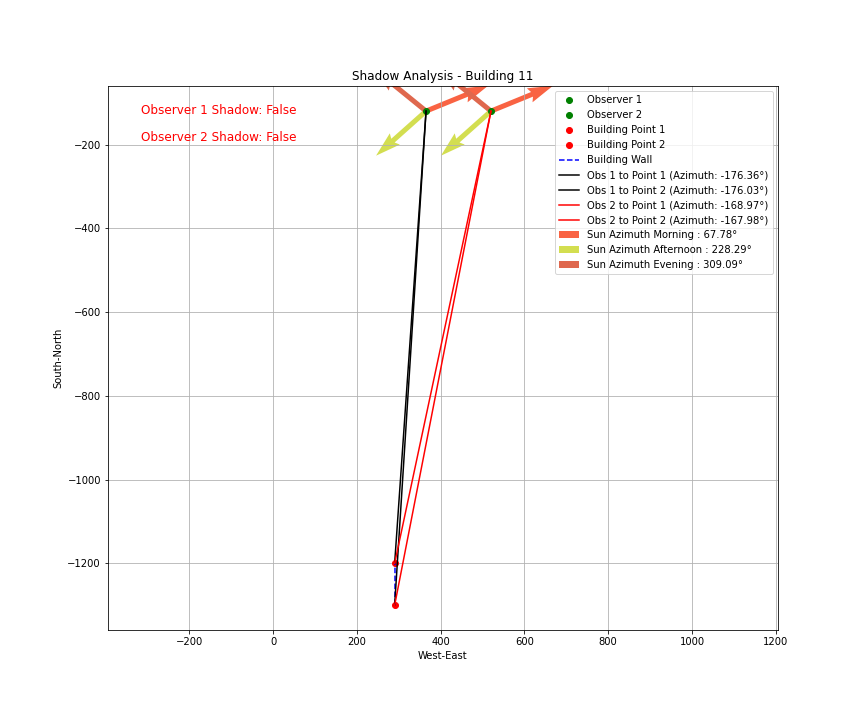 Shadow Analysis - Building 11
Observer 1 Shadow: False
Observer 2 Shadow: False
Observer 1
Observer 2
Building Point 1
Building Point 2
Building Wall
Obs 1 to Point 1 (Azimuth: -176.36°)
Obs 1 to Point 2 (Azimuth: -176.03°)
Obs 2 to Point 1 (Azimuth: -168.97°)
Obs 2 to Point 2 (Azimuth: -167.98°)
Sun Azimuth Morning : 67.78°
Sun Azimuth Afternoon : 228.29°
Sun Azimuth Evening : 309.09°
South-North
−200
−400
−600
−800
−1000
−1200
−200 0 200 400 600 800 1000 1200
West-East